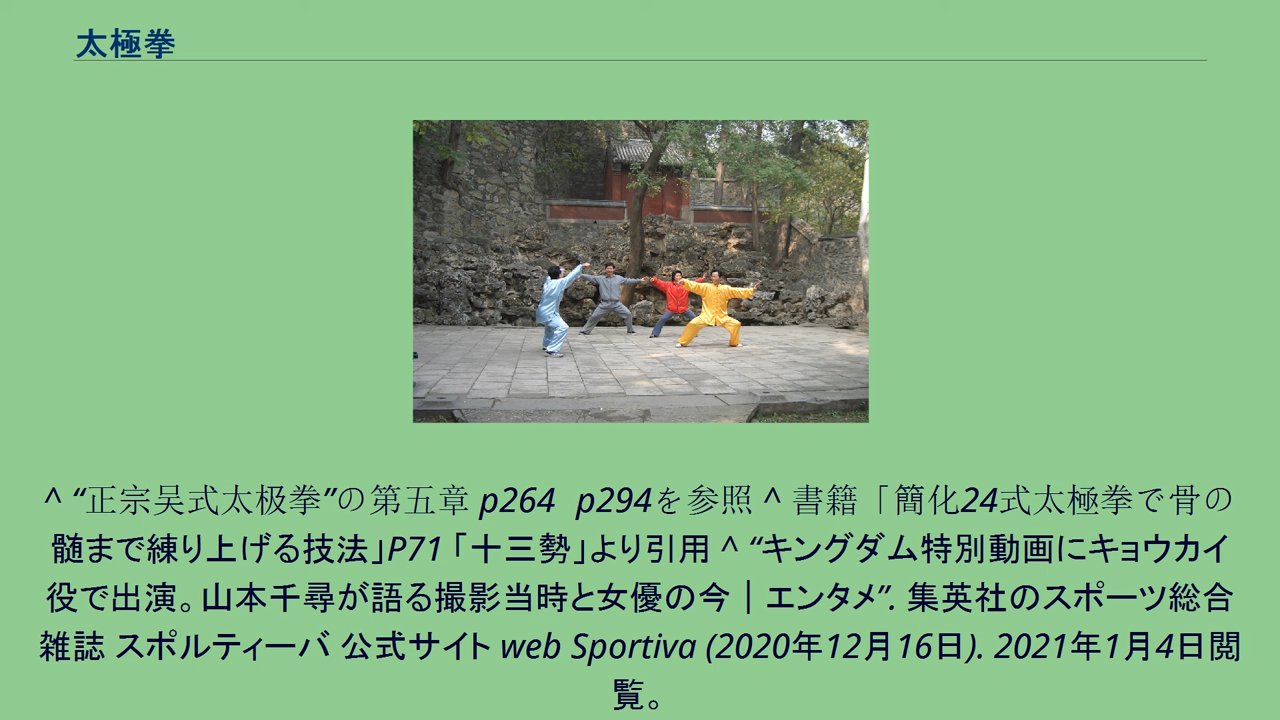 太極拳
^ “正宗吴式太极拳”の第五章 p264  p294を参照 ^ 書籍「簡化24式太極拳で骨の
髄まで練り上げる技法」P71「十三勢」より引用 ^ “キングダム特別動画にキョウカイ
役で出演。山本千尋が語る撮影当時と女優の今｜エンタメ”. 集英社のスポーツ総合
雑誌 スポルティーバ 公式サイト web Sportiva (2020年12月16日). 2021年1月4日閲
覧。